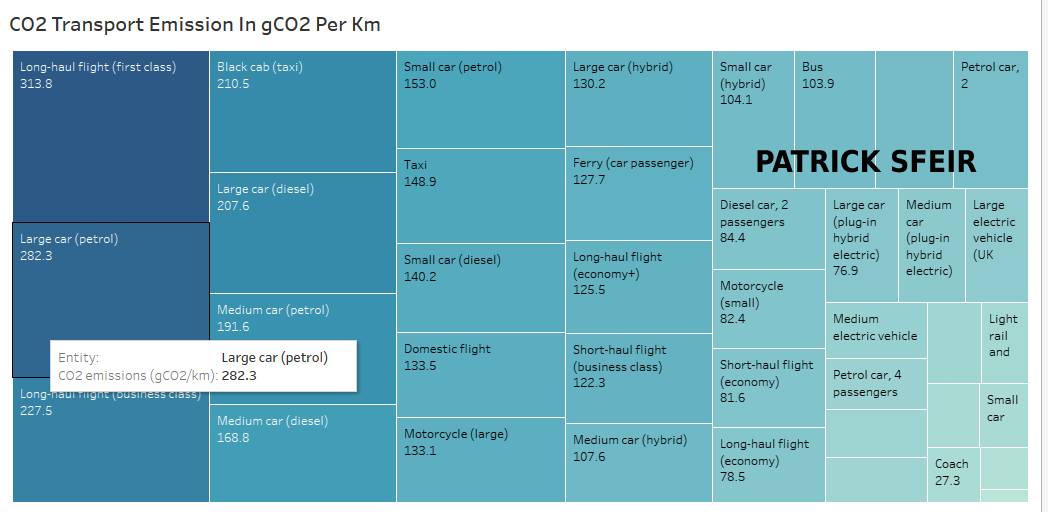 CO2 Transport Emission In gCO2 Per Km
Long-haul flight (first class)
313.8
Large car (petrol)
282.3
Entity: Large car (petrol)
CO2 emissions (gCO2/km): 282.3
Long-haul flight (business class)
227.5
Black cab (taxi)
210.5
Large car (diesel)
207.6
Medium car (petrol)
191.6
Medium car (diesel)
168.8
Small car (petrol)
153.0
Taxi
148.9
Small car (diesel)
140.2
Domestic flight
133.5
Motorcycle (large)
133.1
Large car (hybrid)
130.2
Ferry (car passenger)
127.7
Long-haul flight
(economy+)
125.5
Short-haul flight
(business class)
122.3
Medium car (hybrid)
107.6
Small car
(hybrid)
104.1
Bus
103.9
Petrol car,
2
PATRICK SFEIR
Diesel car, 2
passengers
84.4
Motorcycle
(small)
82.4
Short-haul flight
(economy)
81.6
Long-haul flight
(economy)
78.5
Large car
(plug-in
hybrid
electric)
76.9
Medium
car
(plug-in
hybrid
electric)
Large
electric
vehicle
(UK
Medium
electric vehicle
Petrol car, 4
passengers
Light
rail
and
Small
car
Coach
27.3